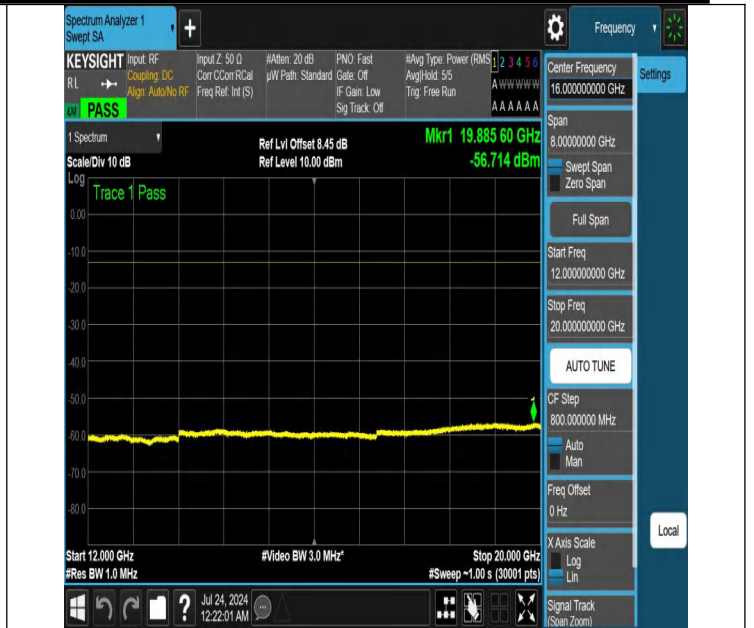 Spectrum Analyzer 1
Swept SA
+
Frequency
KEYSIGHT
Input: RF
Input Z: 50 Ω
#Atten: 20 dB
PNO: Fast
#Avg Type: Power (RMS
1 2 3 4 5 6
RL
Coupling: DC
Corr CCorr RCal
µW Path: Standard
Gate: Off
Avg|Hold: 5/5
A W W W W W
Align: Auto/No RF
Freq Ref: Int (S)
IF Gain: Low
Trig: Free Run
Sig Track: Off
A A A A A A
LXI
PASS
1 Spectrum
Ref Lvl Offset 8.45 dB
Mkr1 19.885 60 GHz
Scale/Div 10 dB
Ref Level 10.00 dBm
-56.714 dBm
Log
Trace 1 Pass
0.00
-10.0
-20.0
-30.0
-40.0
-50.0
-60.0
-70.0
-80.0
1
Start 12.000 GHz
#Video BW 3.0 MHz*
Stop 20.000 GHz
#Res BW 1.0 MHz
#Sweep ~1.00 s (30001 pts)
Center Frequency
16.000000000 GHz
Settings
Span
8.00000000 GHz
Swept Span
Zero Span
Full Span
Start Freq
12.000000000 GHz
Stop Freq
20.000000000 GHz
AUTO TUNE
CF Step
800.000000 MHz
Auto
Man
Freq Offset
0 Hz
X Axis Scale
Log
Lin
Local
Signal Track
(Span Zoom)
?
Jul 24, 2024
12:22:01 AM